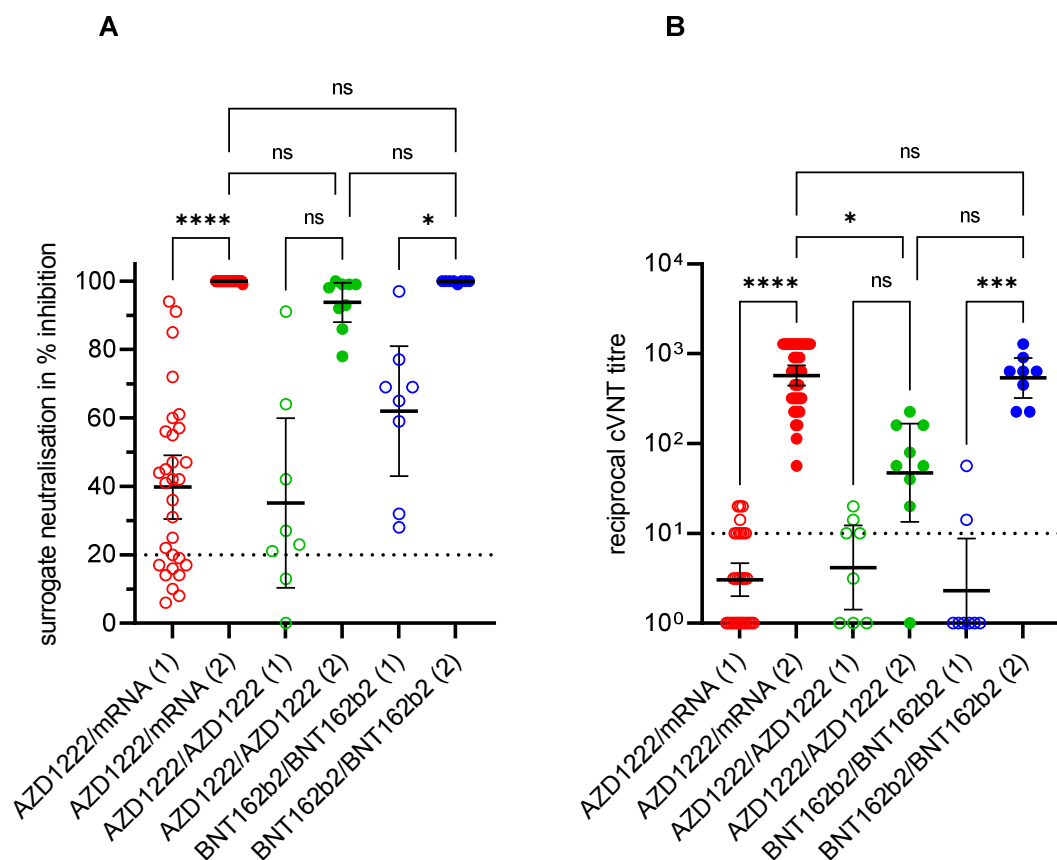 A
B
ns
ns
ns
ns
ns
*
ns
****
ns
*
****
ns
***
surrogate neutralisation in % inhibition
100
80
60
40
20
0
reciprocal cVNT titre
10⁴
10³
10²
10¹
10⁰
AZD1222/mRNA (1)
AZD1222/mRNA (2)
AZD1222/AZD1222 (1)
AZD1222/AZD1222 (2)
BNT162b2/BNT162b2 (1)
BNT162b2/BNT162b2 (2)
AZD1222/mRNA (1)
AZD1222/mRNA (2)
AZD1222/AZD1222 (1)
AZD1222/AZD1222 (2)
BNT162b2/BNT162b2 (1)
BNT162b2/BNT162b2 (2)